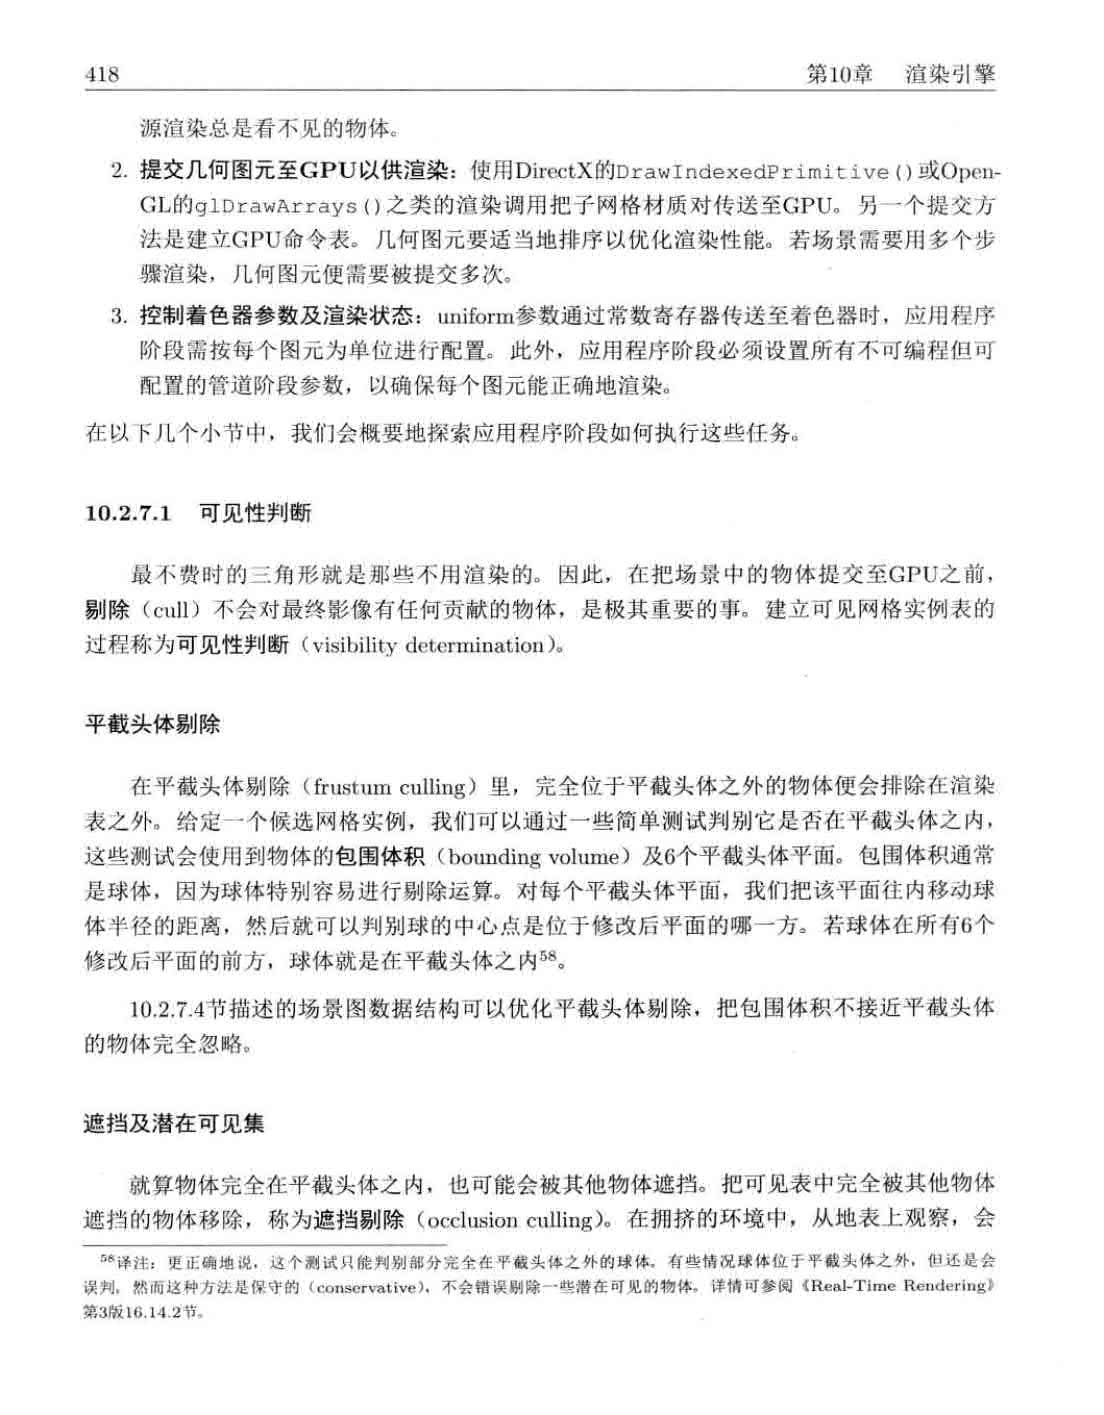 418 第10章 渲染引擎
源渲染总是看不见的物体。
2. 提交几何图元至GPU以供渲染：使用DirectX的DrawIndexedPrimitive()或Open-
GL的glDrawArrays()之类的渲染调用把子网格材质对传送至GPU。另一个提交方
法是建立GPU命令表。几何图元要适当地排序以优化渲染性能。若场景需要用多个步
骤渲染，几何图元便需要被提交多次。
3. 控制着色器参数及渲染状态：uniform参数通过常数寄存器传送至着色器时，应用程序
阶段需按每个图元为单位进行配置。此外，应用程序阶段必须设置所有不可编程但可
配置的管道阶段参数，以确保每个图元能正确地渲染。
在以下几个小节中，我们会概要地探索应用程序阶段如何执行这些任务。
10.2.7.1 可见性判断
最不费时的三角形就是那些不用渲染的。因此，在把场景中的物体提交至GPU之前，
剔除（cull）不会对最终影像有任何贡献的物体，是极其重要的事。建立可见网格实例表的
过程称为可见性判断（visibility determination）。
平截头体剔除
在平截头体剔除（frustum culling）里，完全位于平截头体之外的物体便会排除在渲染
表之外。给定一个候选网格实例，我们可以通过一些简单测试判别它是否在平截头体之内，
这些测试会使用到物体的包围体积（bounding volume）及6个平截头体平面。包围体积通常
是球体，因为球体特别容易进行剔除运算。对每个平截头体平面，我们把该平面往内移动球
体半径的距离，然后就可以判别球的中心点是位于修改后平面的哪一方。若球体在所有6个
修改后平面的前方，球体就是在平截头体之内58。
10.2.7.4节描述的场景图数据结构可以优化平截头体剔除，把包围体积不接近平截头体
的物体完全忽略。
遮挡及潜在可见集
就算物体完全在平截头体之内，也可能会被其他物体遮挡。把可见表中完全被其他物体
遮挡的物体移除，称为遮挡剔除（occlusion culling）。在拥挤的环境中，从地表上观察，会
58译注：更正确地说，这个测试只能判别部分完全在平截头体之外的球体。有些情况球体位于平截头体之外，但还是会
误判。然而这种方法是保守的（conservative），不会错误剔除一些潜在可见的物体。详情可参阅《Real-Time Rendering》
第3版16.14.2节。